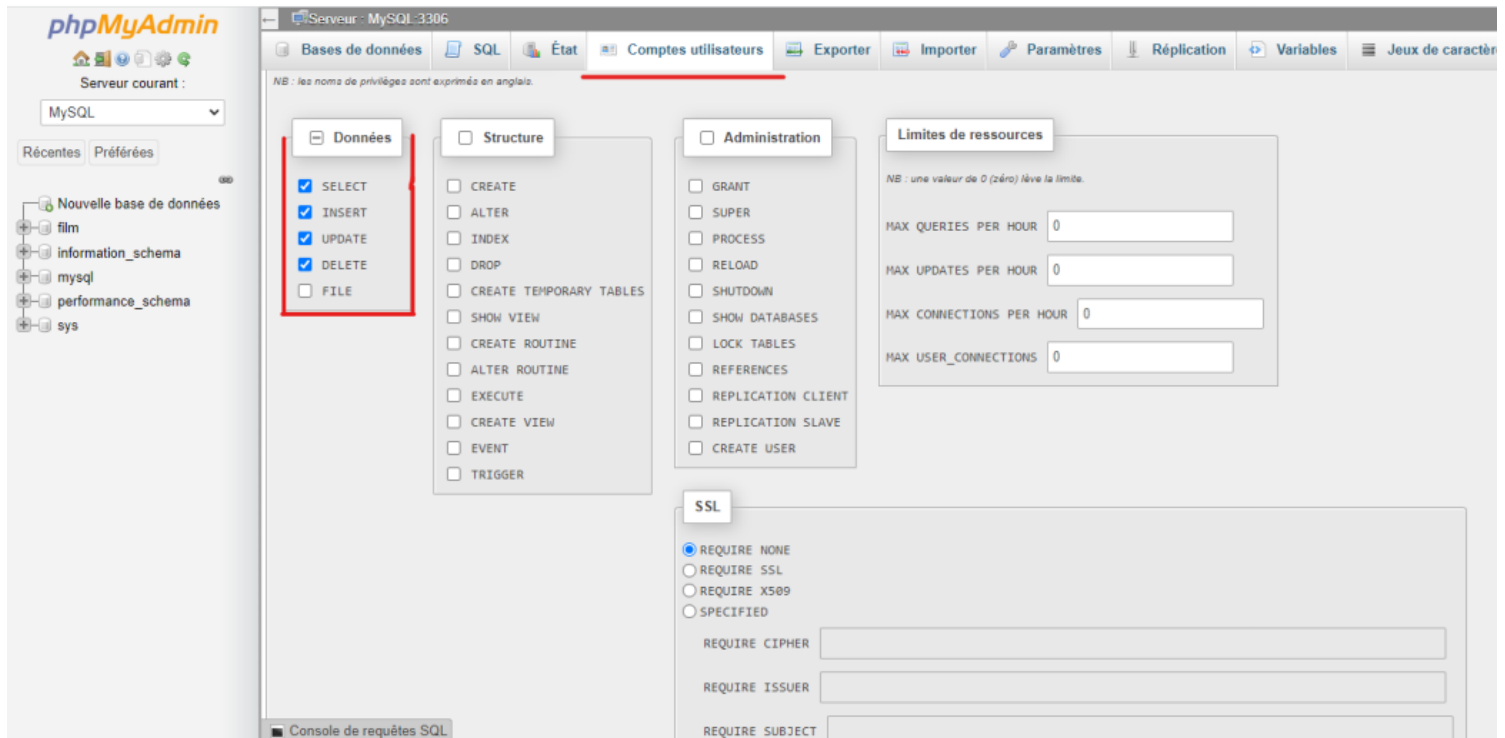 phpMyAdmin
Serveur courant :
MySQL
Récentes Préférées
Nouvelle base de données
film
information_schema
mysql
performance_schema
sys
Serveur : MySQL:3306
Bases de données SQL État Comptes utilisateurs Exporter Importer Paramètres Réplication Variables Jeux de caractèr
NB : les noms de privilèges sont exprimés en anglais.
Données
SELECT
INSERT
UPDATE
DELETE
FILE
Structure
CREATE
ALTER
INDEX
DROP
CREATE TEMPORARY TABLES
SHOW VIEW
CREATE ROUTINE
ALTER ROUTINE
EXECUTE
CREATE VIEW
EVENT
TRIGGER
Administration
GRANT
SUPER
PROCESS
RELOAD
SHUTDOWN
SHOW DATABASES
LOCK TABLES
REFERENCES
REPLICATION CLIENT
REPLICATION SLAVE
CREATE USER
Limites de ressources
NB : une valeur de 0 (zéro) lève la limite.
MAX QUERIES PER HOUR 0
MAX UPDATES PER HOUR 0
MAX CONNECTIONS PER HOUR 0
MAX USER_CONNECTIONS 0
SSL
REQUIRE NONE
REQUIRE SSL
REQUIRE X509
SPECIFIED
REQUIRE CIPHER
REQUIRE ISSUER
REQUIRE SUBJECT
Console de requêtes SQL